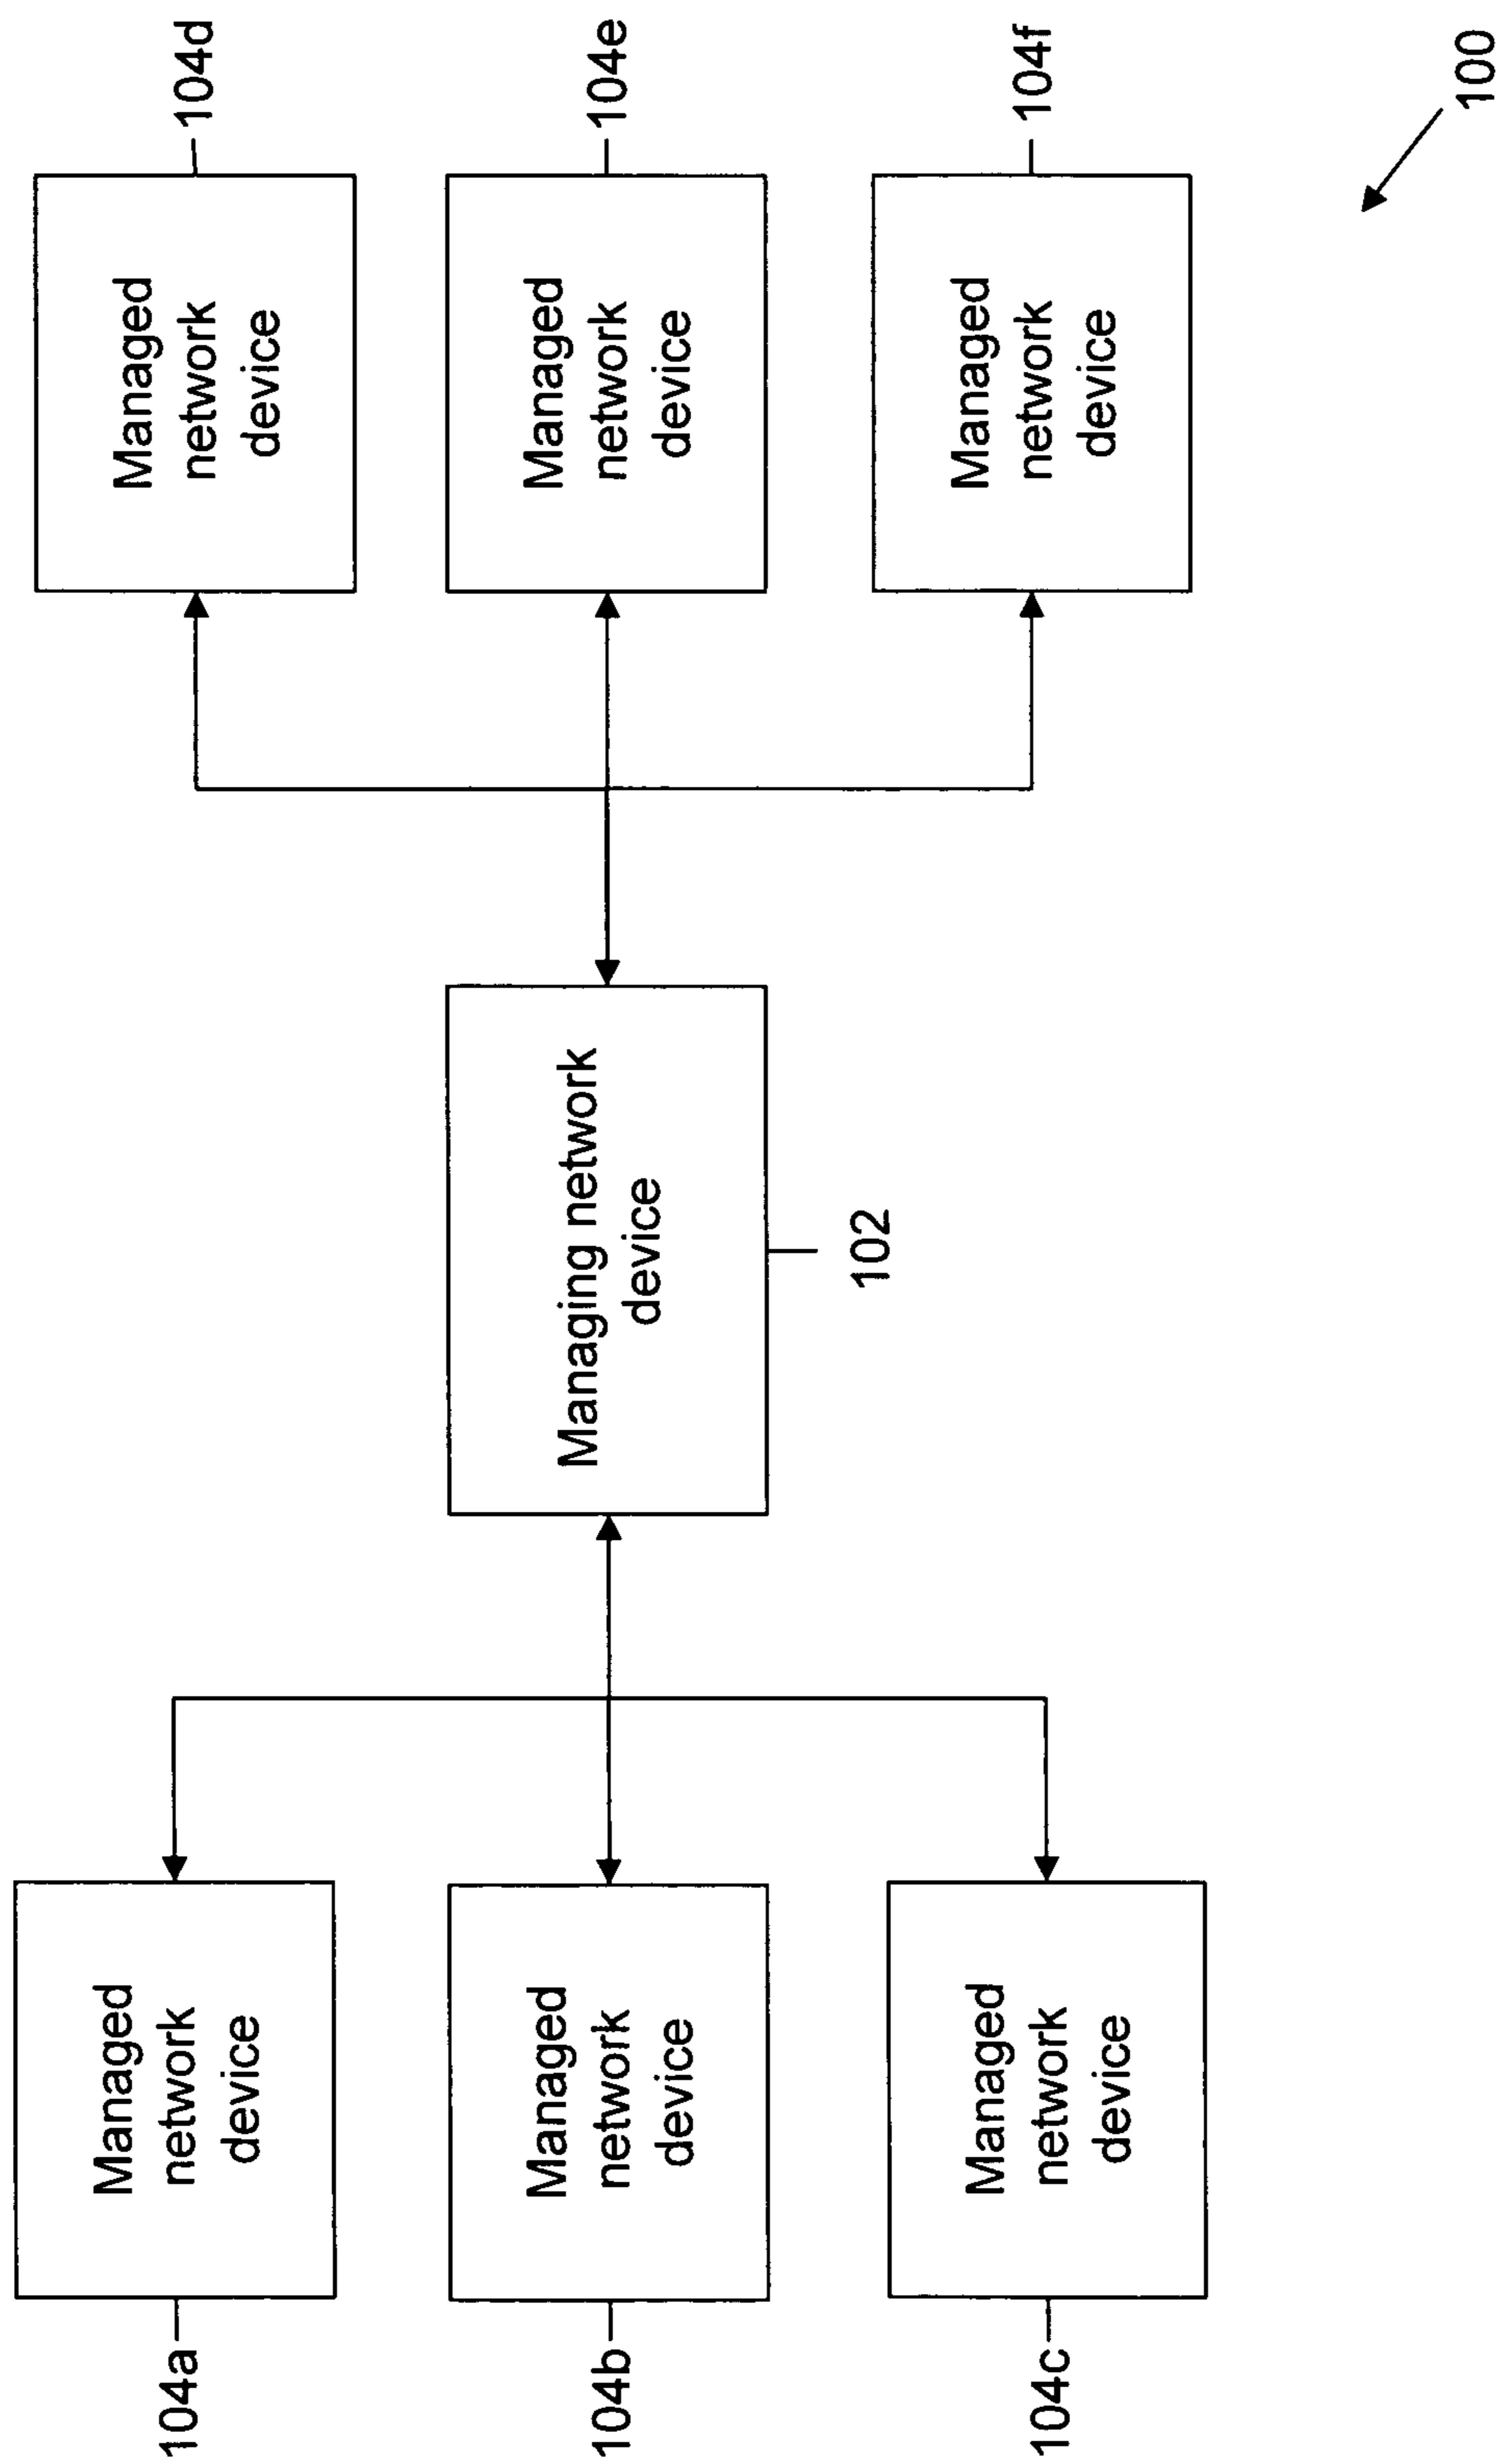 104a
Managed
network
device
104b
Managed
network
device
104c
Managed
network
device
Managing network
device
102
Managed
network
device
104d
Managed
network
device
104e
Managed
network
device
104f
100